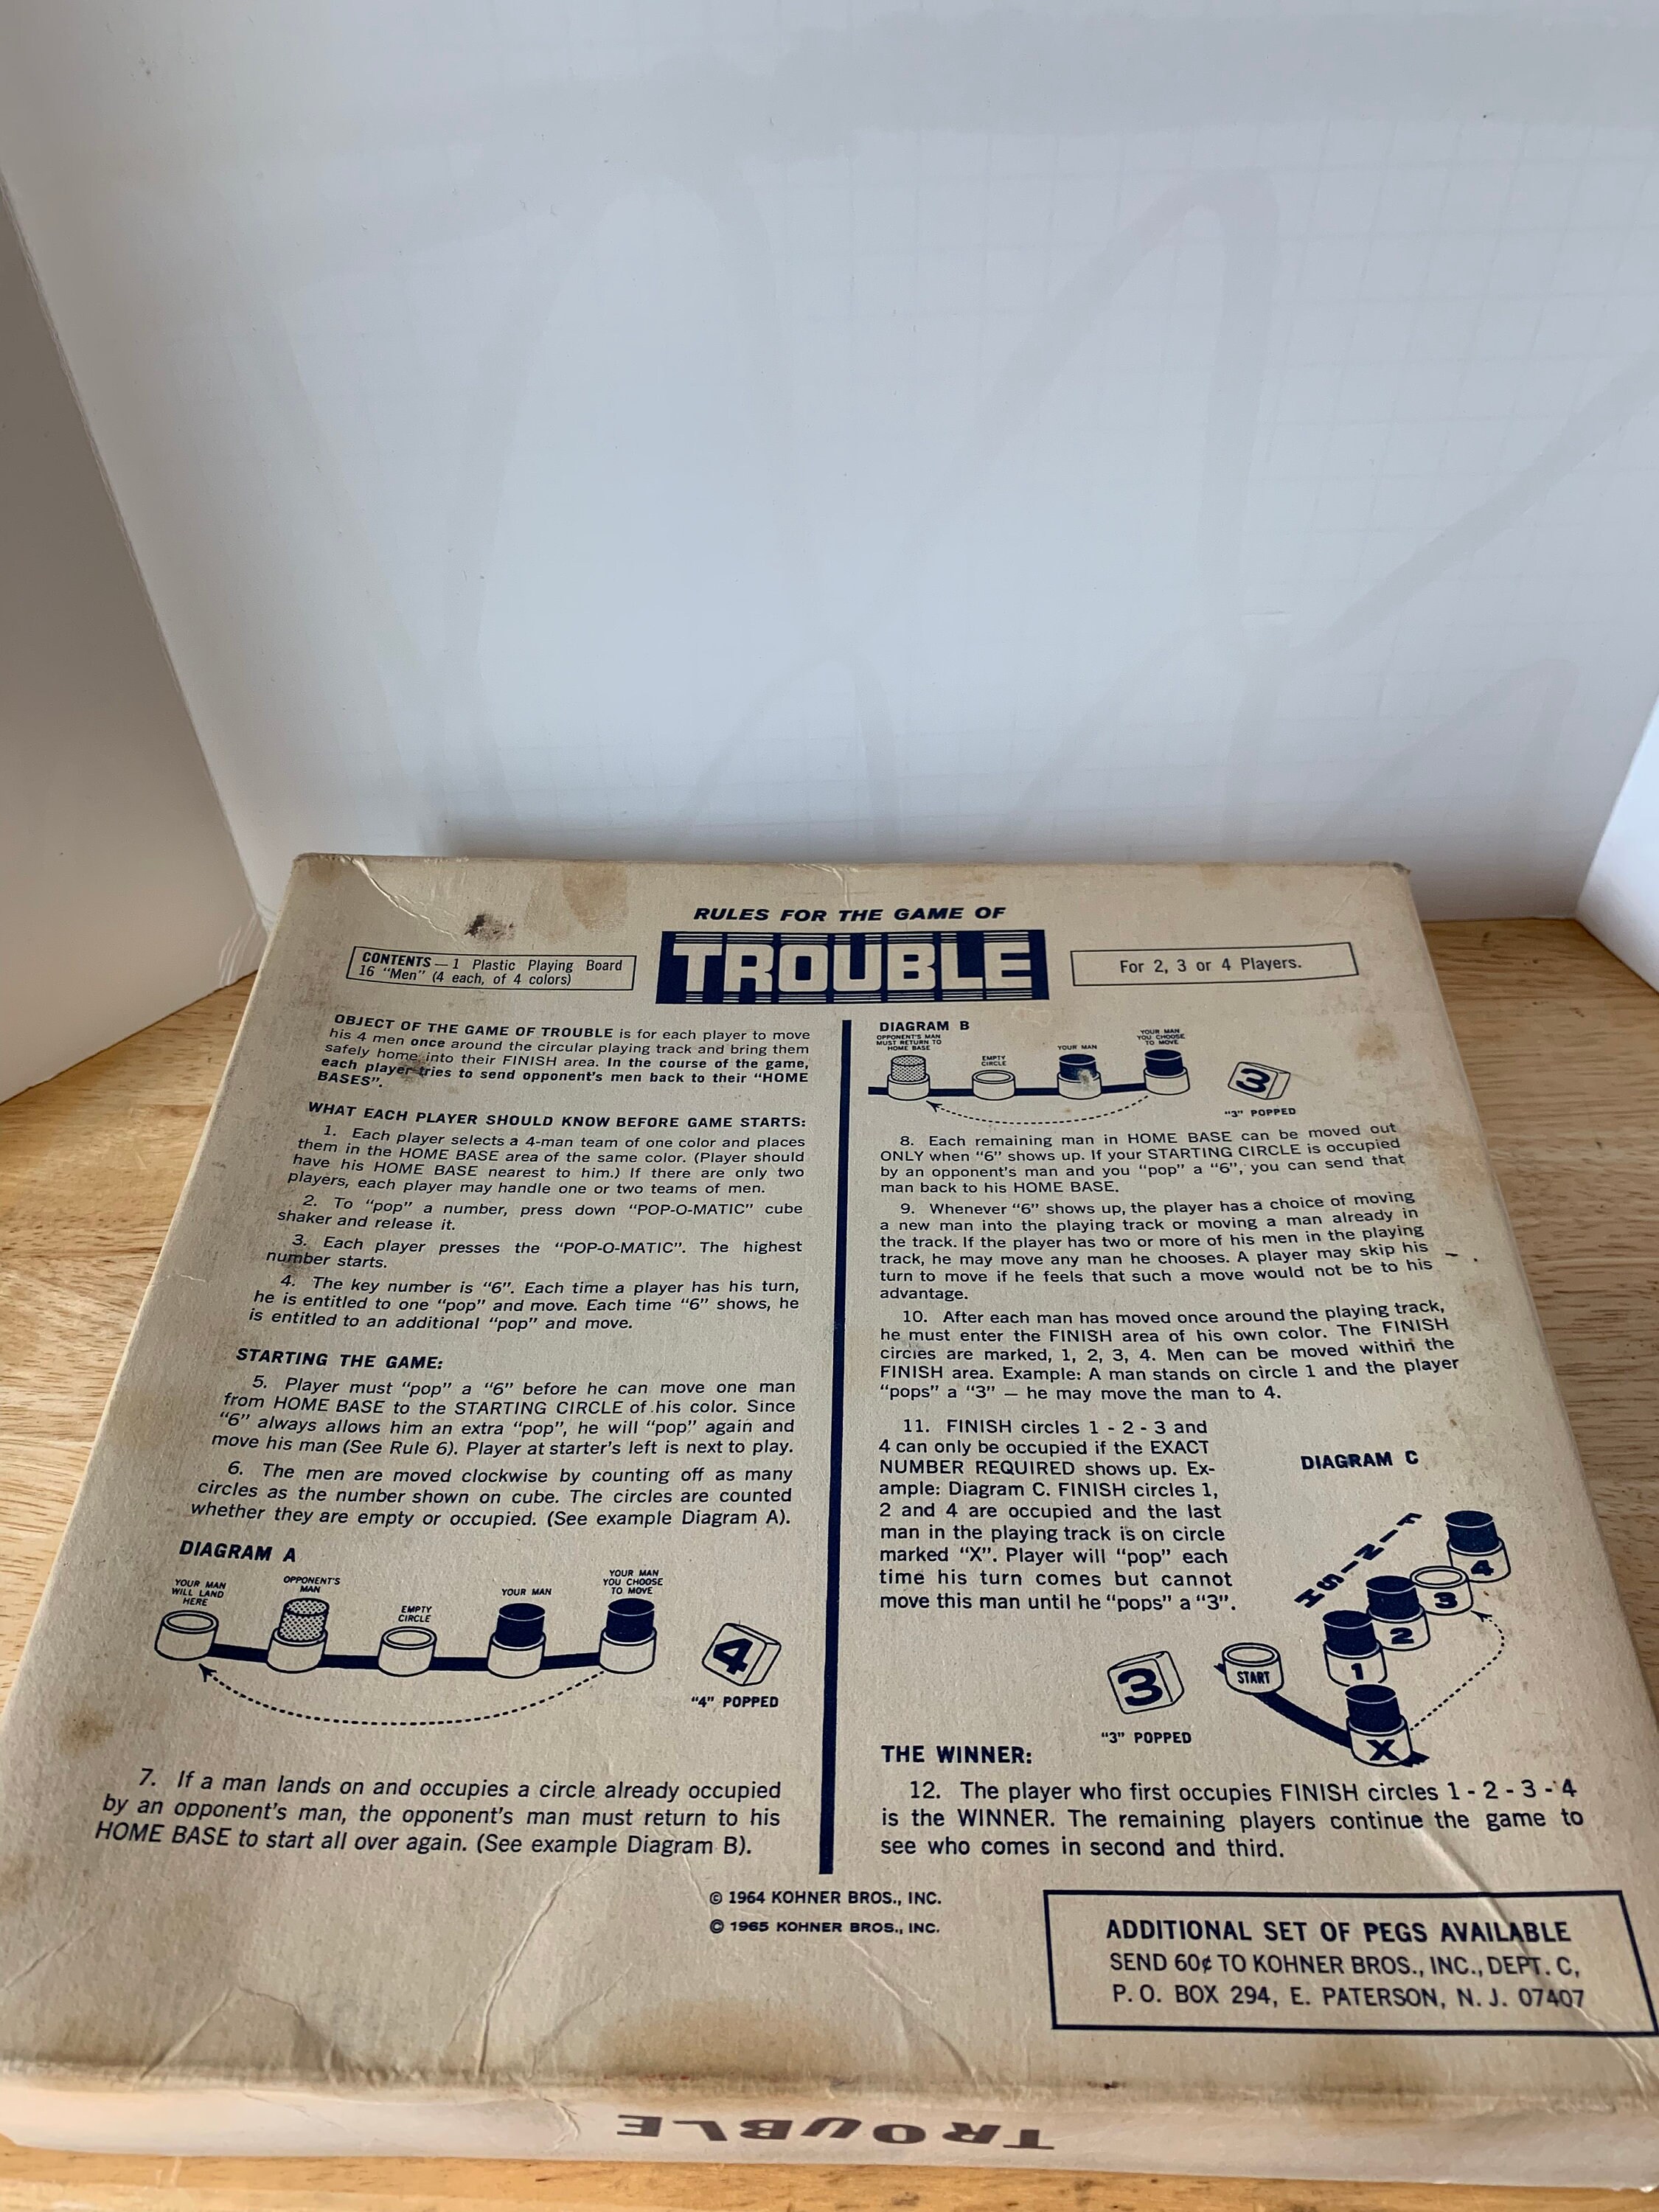 RULES FOR THE GAME OF
TROUBLE
CONTENTS — 1 Plastic Playing Board
16 "Men" (4 each, of 4 colors)
For 2, 3 or 4 Players.
OBJECT OF THE GAME OF TROUBLE is for each player to move
his 4 men once around the circular playing track and bring them
safely home into their FINISH area. In the course of the game,
each player tries to send opponent's men back to their "HOME
BASES".
WHAT EACH PLAYER SHOULD KNOW BEFORE GAME STARTS:
1. Each player selects a 4-man team of one color and places
them in the HOME BASE area of the same color. (Player should
have his HOME BASE nearest to him.) If there are only two
players, each player may handle one or two teams of men.
2. To "pop" a number, press down "POP-O-MATIC" cube
shaker and release it.
3. Each player presses the "POP-O-MATIC". The highest
number starts.
4. The key number is "6". Each time a player has his turn,
he is entitled to one "pop" and move. Each time "6" shows, he
is entitled to an additional "pop" and move.
STARTING THE GAME:
5. Player must "pop" a "6" before he can move one man
from HOME BASE to the STARTING CIRCLE of his color. Since
"6" always allows him an extra "pop", he will "pop" again and
move his man (See Rule 6). Player at starter's left is next to play.
6. The men are moved clockwise by counting off as many
circles as the number shown on cube. The circles are counted
whether they are empty or occupied. (See example Diagram A).
DIAGRAM A
YOUR MAN
WILL LAND
HERE
OPPONENT'S
MAN
EMPTY
CIRCLE
YOUR MAN
YOUR MAN
YOU CHOOSE
TO MOVE
4
"4" POPPED
7. If a man lands on and occupies a circle already occupied
by an opponent's man, the opponent's man must return to his
HOME BASE to start all over again. (See example Diagram B).
DIAGRAM B
OPPONENT'S MAN
MUST RETURN TO
HOME BASE
EMPTY
CIRCLE
YOUR MAN
YOUR MAN
YOU CHOOSE
TO MOVE
3
"3" POPPED
8. Each remaining man in HOME BASE can be moved out
ONLY when "6" shows up. If your STARTING CIRCLE is occupied
by an opponent's man and you "pop" a "6", you can send that
man back to his HOME BASE.
9. Whenever "6" shows up, the player has a choice of moving
a new man into the playing track or moving a man already in
the track. If the player has two or more of his men in the playing
track, he may move any man he chooses. A player may skip his
turn to move if he feels that such a move would not be to his
advantage.
10. After each man has moved once around the playing track,
he must enter the FINISH area of his own color. The FINISH
circles are marked, 1, 2, 3, 4. Men can be moved within the
FINISH area. Example: A man stands on circle 1 and the player
"pops" a "3" — he may move the man to 4.
11. FINISH circles 1 - 2 - 3 and
4 can only be occupied if the EXACT
NUMBER REQUIRED shows up. Ex-
ample: Diagram C. FINISH circles 1,
2 and 4 are occupied and the last
man in the playing track is on circle
marked "X". Player will "pop" each
time his turn comes but cannot
move this man until he "pops" a "3".
DIAGRAM C
FINISH
4
3
2
1
START
X
3
"3" POPPED
THE WINNER:
12. The player who first occupies FINISH circles 1 - 2 - 3 - 4
is the WINNER. The remaining players continue the game to
see who comes in second and third.
© 1964 KOHNER BROS., INC.
© 1965 KOHNER BROS., INC.
ADDITIONAL SET OF PEGS AVAILABLE
SEND 60¢ TO KOHNER BROS., INC., DEPT. C,
P. O. BOX 294, E. PATERSON, N. J. 07407
TROUBLE